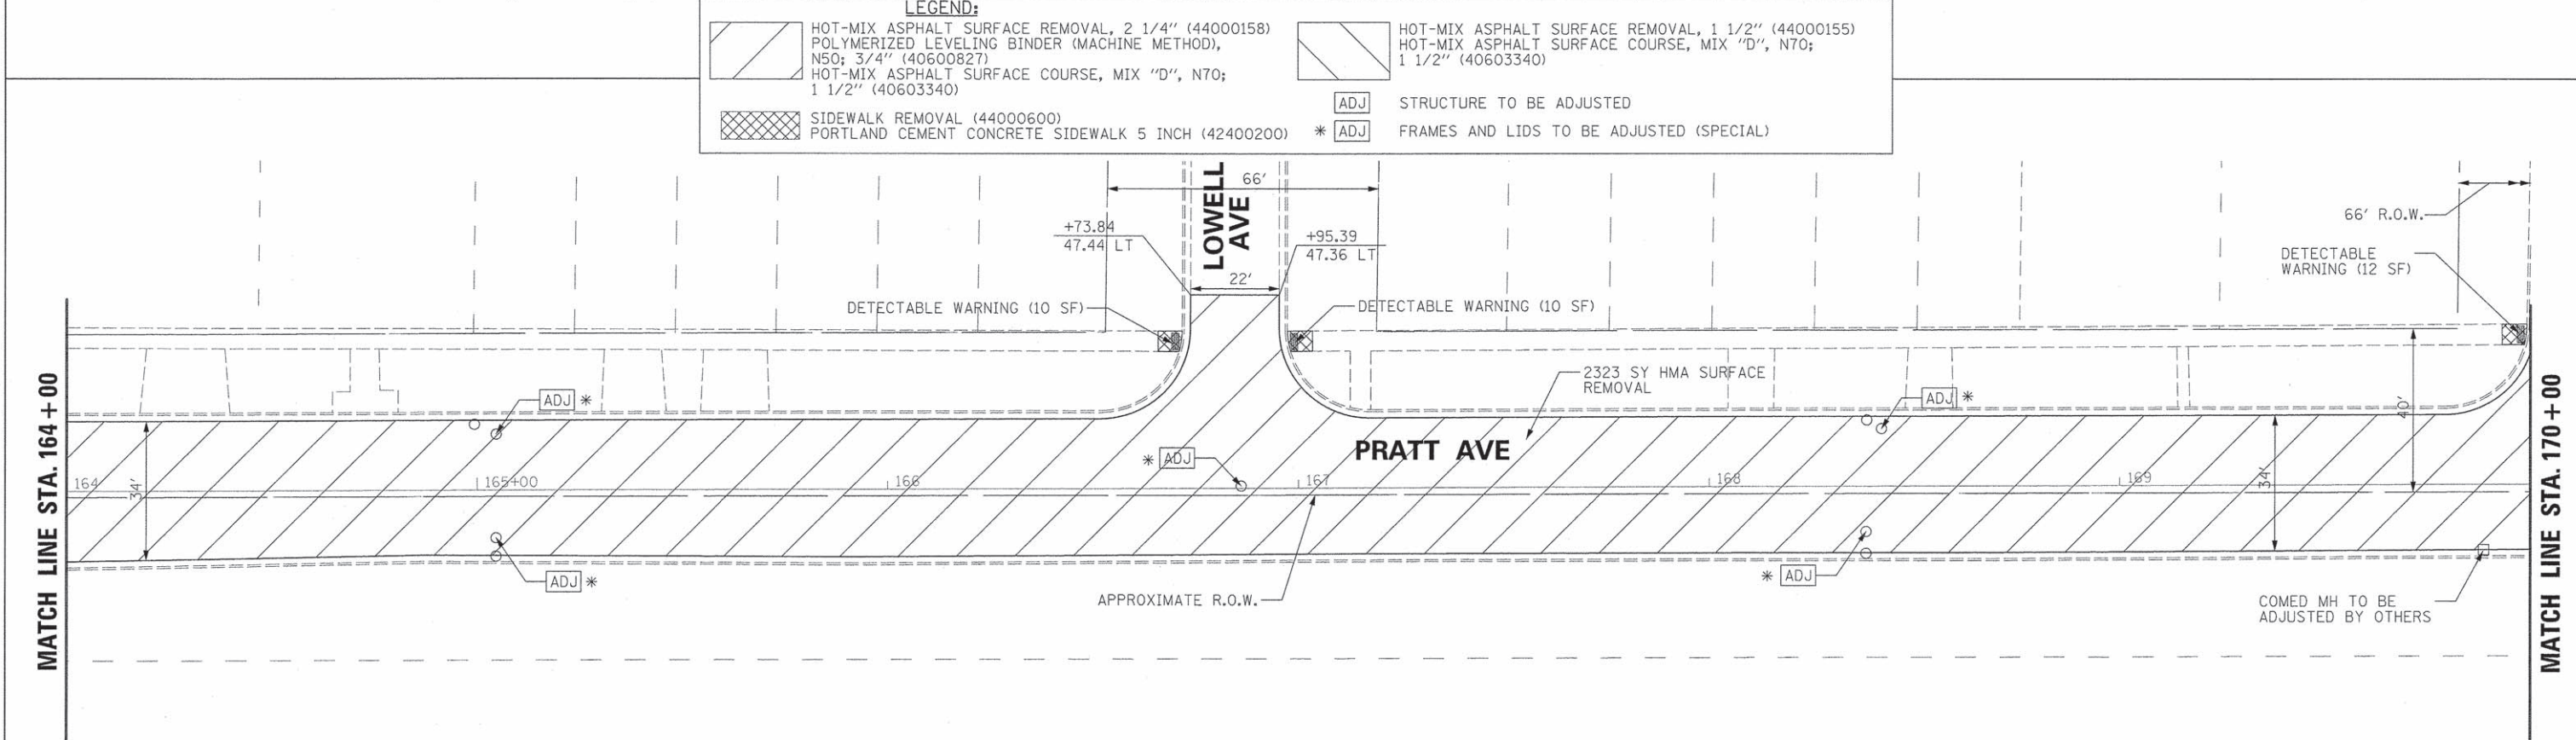 LEGEND:
HOT-MIX ASPHALT SURFACE REMOVAL, 2 1/4" (44000158)
POLYMERIZED LEVELING BINDER (MACHINE METHOD),
N50; 3/4" (40600827)
HOT-MIX ASPHALT SURFACE COURSE, MIX "D", N70;
1 1/2" (40603340)
SIDEWALK REMOVAL (44000600)
PORTLAND CEMENT CONCRETE SIDEWALK 5 INCH (42400200)
HOT-MIX ASPHALT SURFACE REMOVAL, 1 1/2" (44000155)
HOT-MIX ASPHALT SURFACE COURSE, MIX "D", N70;
1 1/2" (40603340)
ADJ STRUCTURE TO BE ADJUSTED
* ADJ FRAMES AND LIDS TO BE ADJUSTED (SPECIAL)
66'
LOWELL
AVE
+73.84
47.44 LT
+95.39
47.36 LT
22'
66' R.O.W.
DETECTABLE
WARNING (12 SF)
DETECTABLE WARNING (10 SF)
DETECTABLE WARNING (10 SF)
2323 SY HMA SURFACE
REMOVAL
ADJ *
ADJ *
40'
PRATT AVE
* ADJ
MATCH LINE STA. 164+00
164
34'
165+00
166
167
168
169
34'
MATCH LINE STA. 170+00
ADJ *
* ADJ
APPROXIMATE R.O.W.
COMED MH TO BE
ADJUSTED BY OTHERS